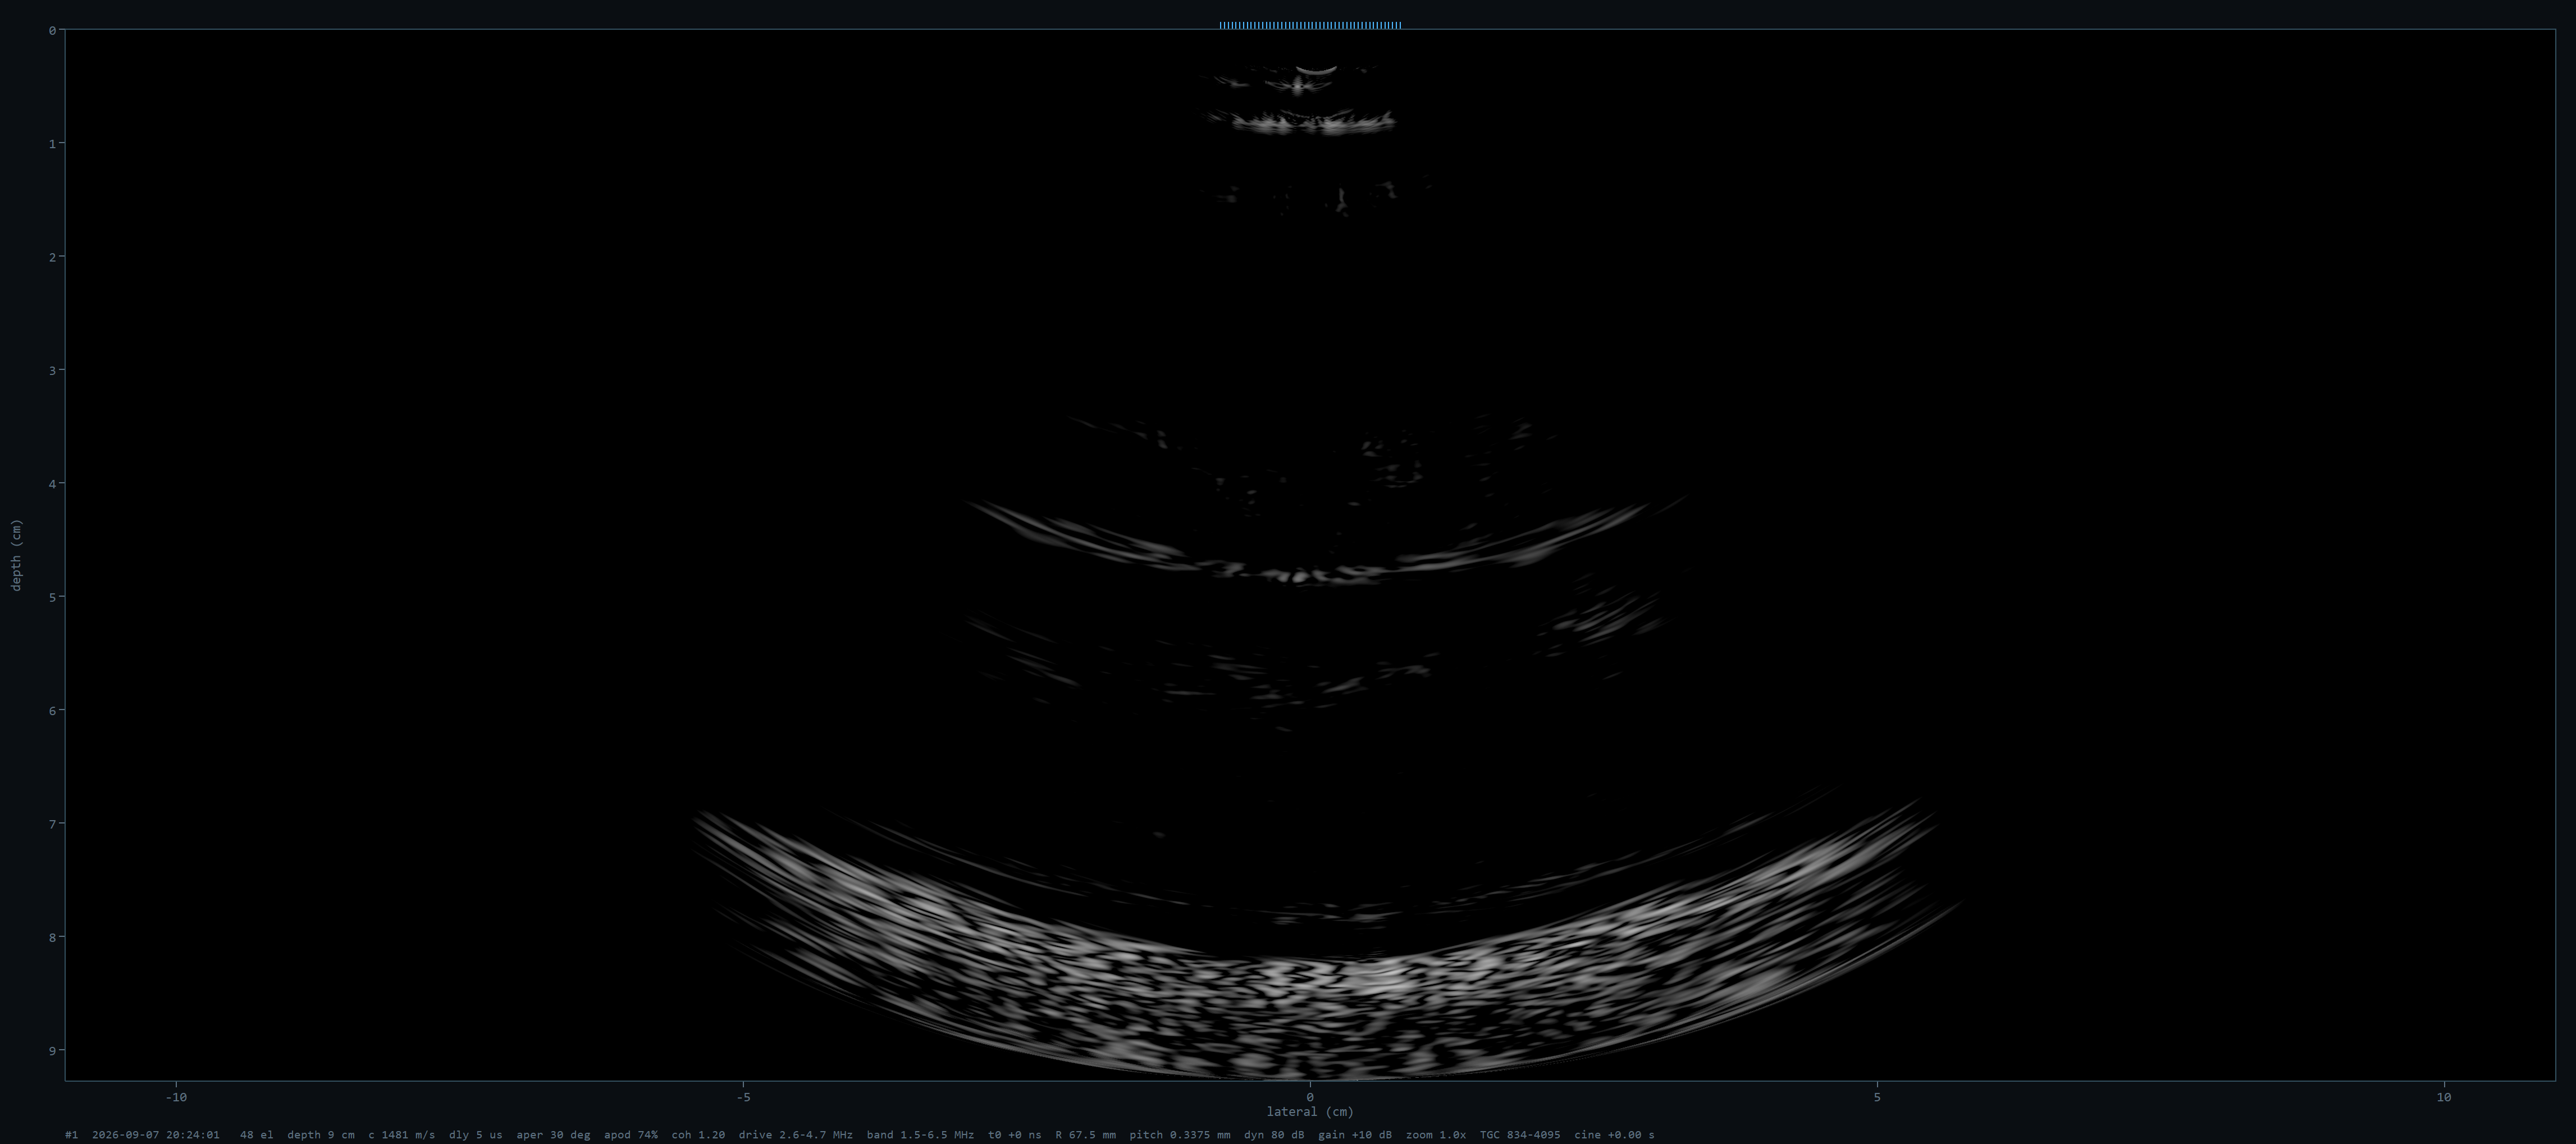 0
1
2
3
4
5
6
7
8
9
depth (cm)
-10 -5 0 5 10
lateral (cm)
#1 2026-09-07 20:24:01 48 el depth 9 cm c 1481 m/s dly 5 us aper 30 deg apod 74% coh 1.20 drive 2.6-4.7 MHz band 1.5-6.5 MHz t0 +0 ns R 67.5 mm pitch 0.3375 mm dyn 80 dB gain +10 dB zoom 1.0x TGC 834-4095 cine +0.00 s